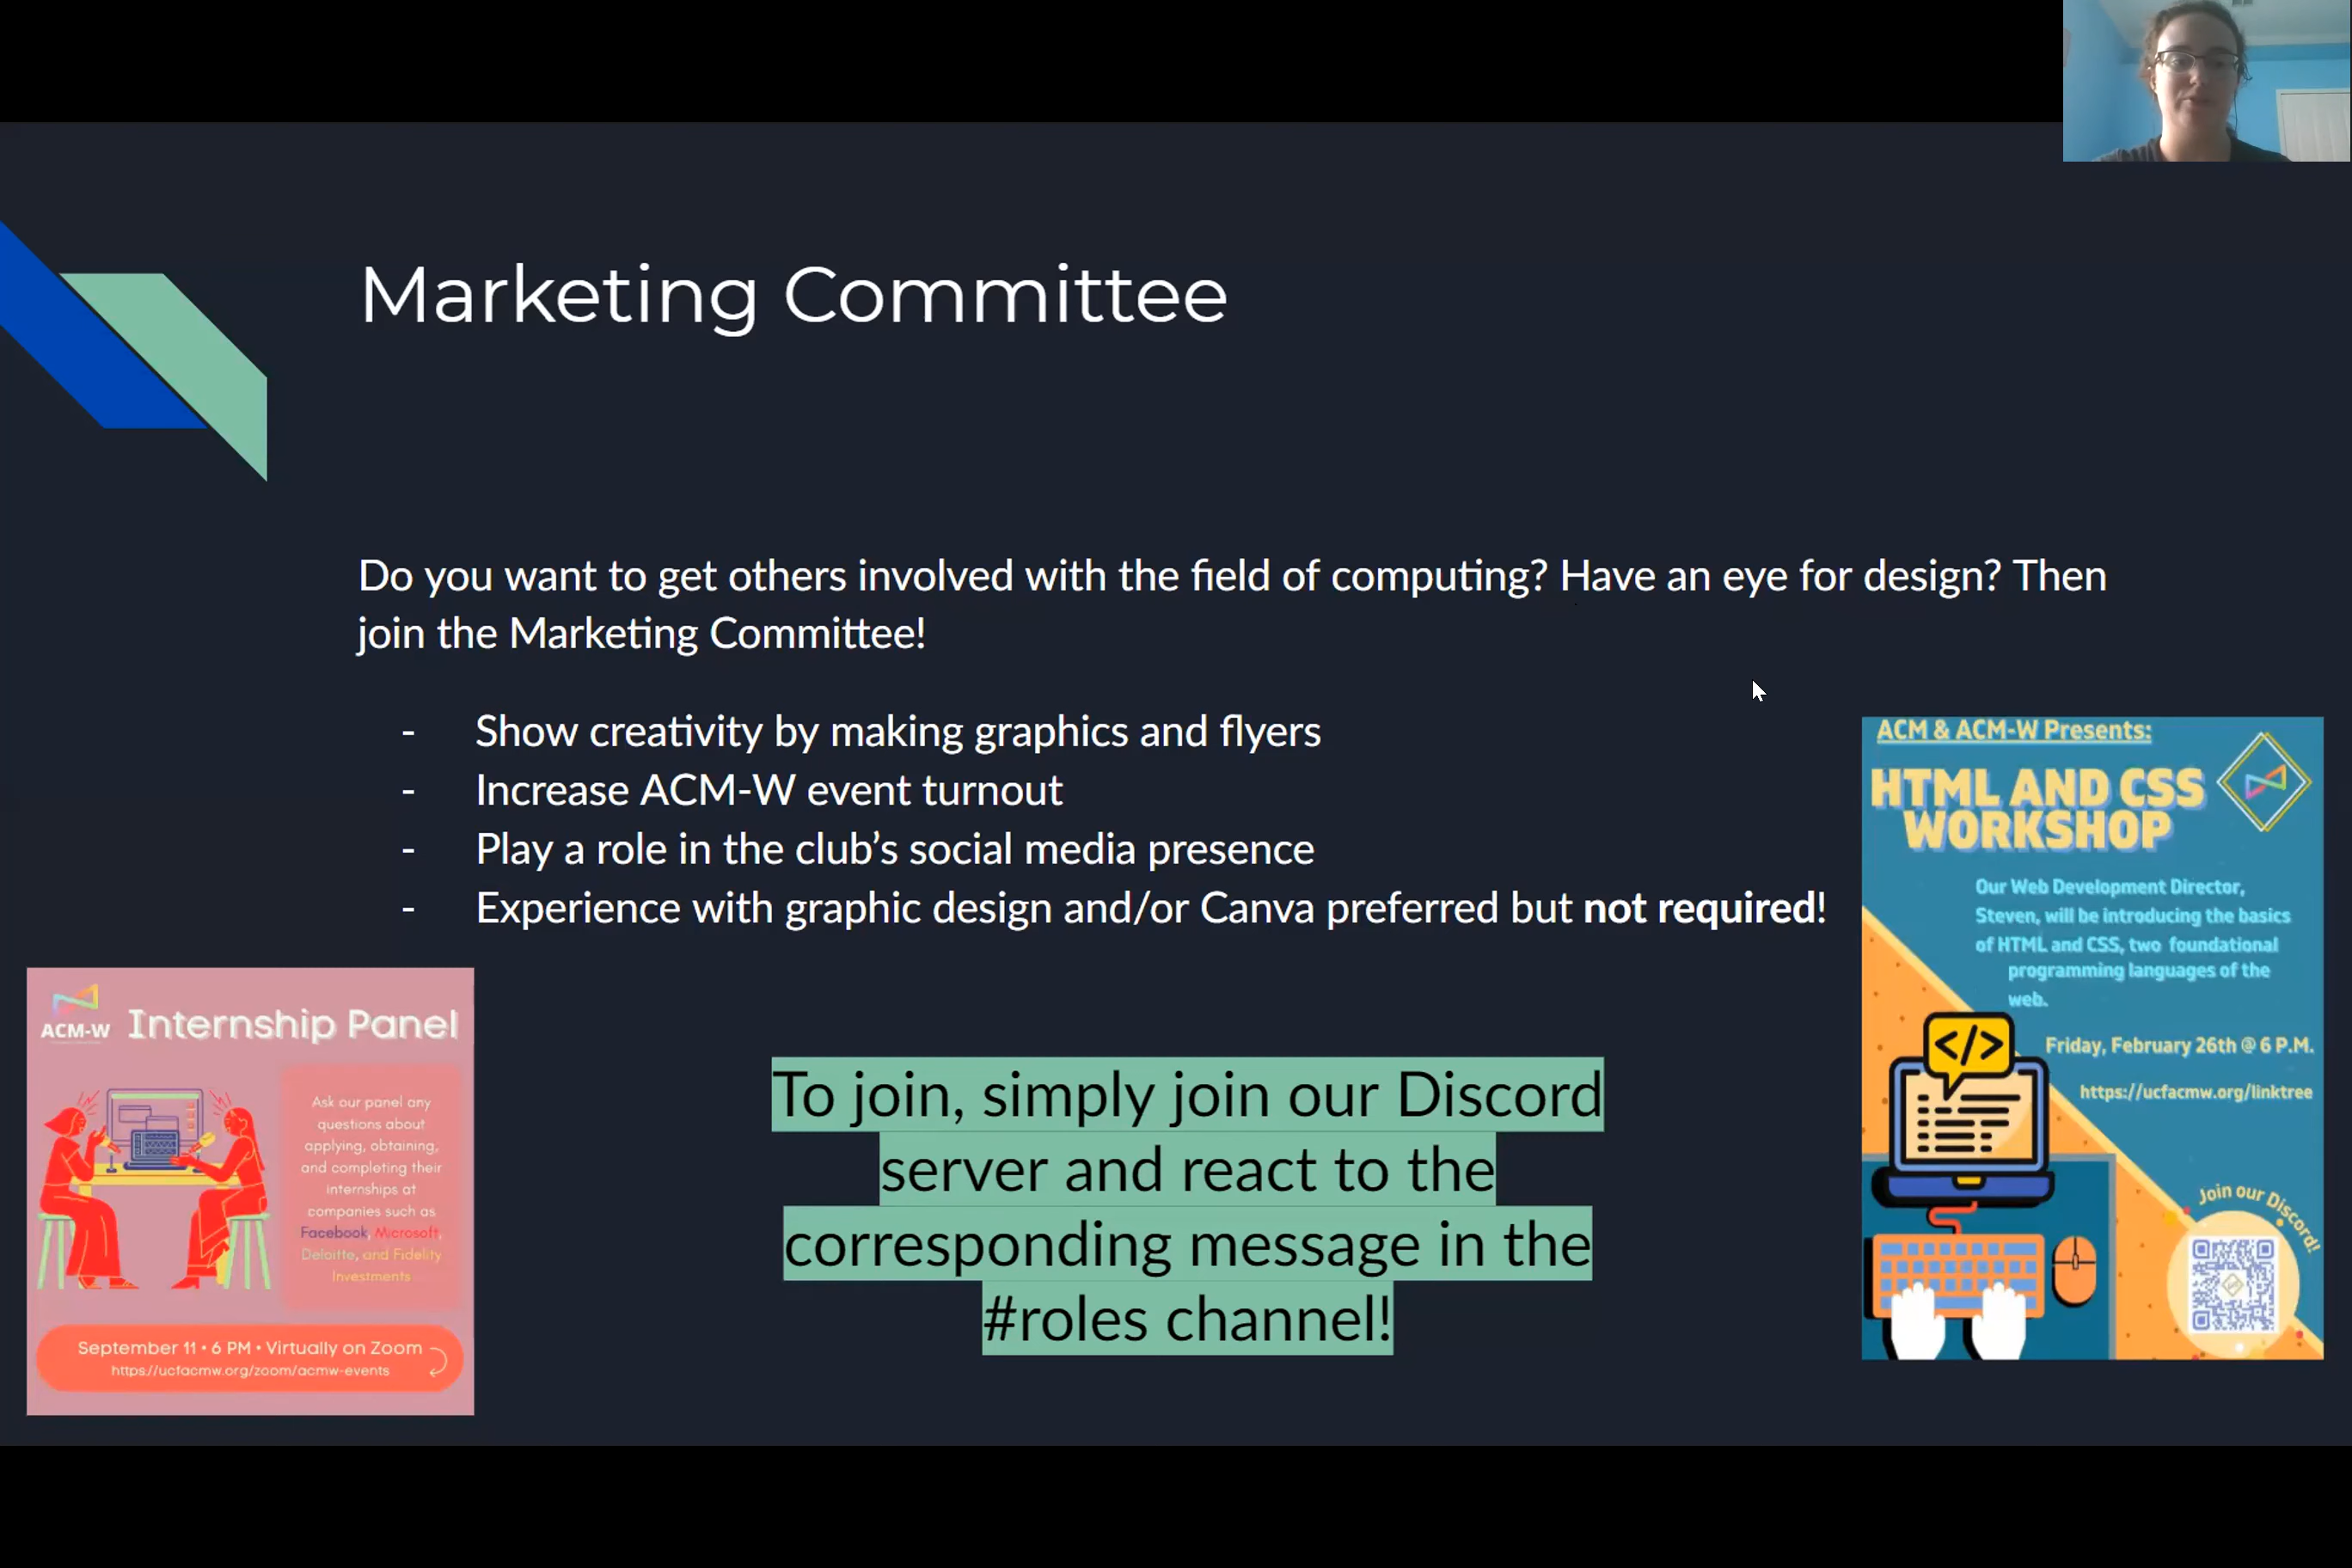 Marketing Committee
Do you want to get others involved with the field of computing? Have an eye for design? Then
join the Marketing Committee!
- Show creativity by making graphics and flyers
- Increase ACM-W event turnout
- Play a role in the club’s social media presence
- Experience with graphic design and/or Canva preferred but not required!
ACM-W
Internship Panel
Ask our panel any
questions about
applying, obtaining,
and completing their
internships at
companies such as
Facebook, Microsoft,
Deloitte, and Fidelity
Investments
September 11 • 6 PM • Virtually on Zoom
https://ucfacmw.org/zoom/acmw-events
To join, simply join our Discord
server and react to the
corresponding message in the
#roles channel!
ACM & ACM-W Presents:
HTML AND CSS
WORKSHOP
Our Web Development Director,
Steven, will be introducing the basics
of HTML and CSS, two foundational
programming languages of the
web.
</>
Friday, February 26th @ 6 P.M.
https://ucfacmw.org/linktree
Join our Discord!